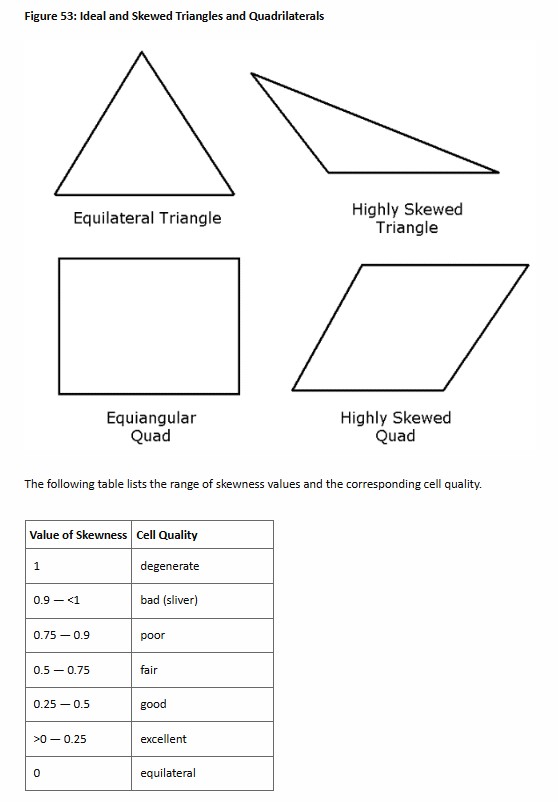 Figure 53: Ideal and Skewed Triangles and Quadrilaterals
Equilateral Triangle
Highly Skewed
Triangle
Equiangular
Quad
Highly Skewed
Quad
The following table lists the range of skewness values and the corresponding cell quality.
Value of Skewness Cell Quality
1 degenerate
0.9 — <1 bad (sliver)
0.75 — 0.9 poor
0.5 — 0.75 fair
0.25 — 0.5 good
>0 — 0.25 excellent
0 equilateral